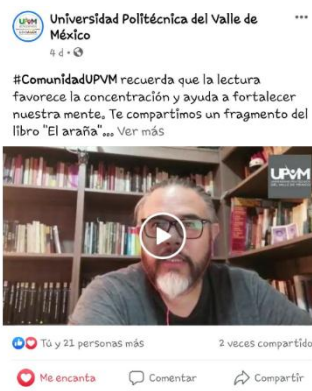 Universidad Politécnica del Valle de
México
4 d
#ComunidadUPVM recuerda que la lectura
favorece la concentración y ayuda a fortalecer
nuestra mente. Te compartimos un fragmento del
libro "El araña"... Ver más
UPVM
Tú y 21 personas más
2 veces compartido
Me encanta
Comentar
Compartir